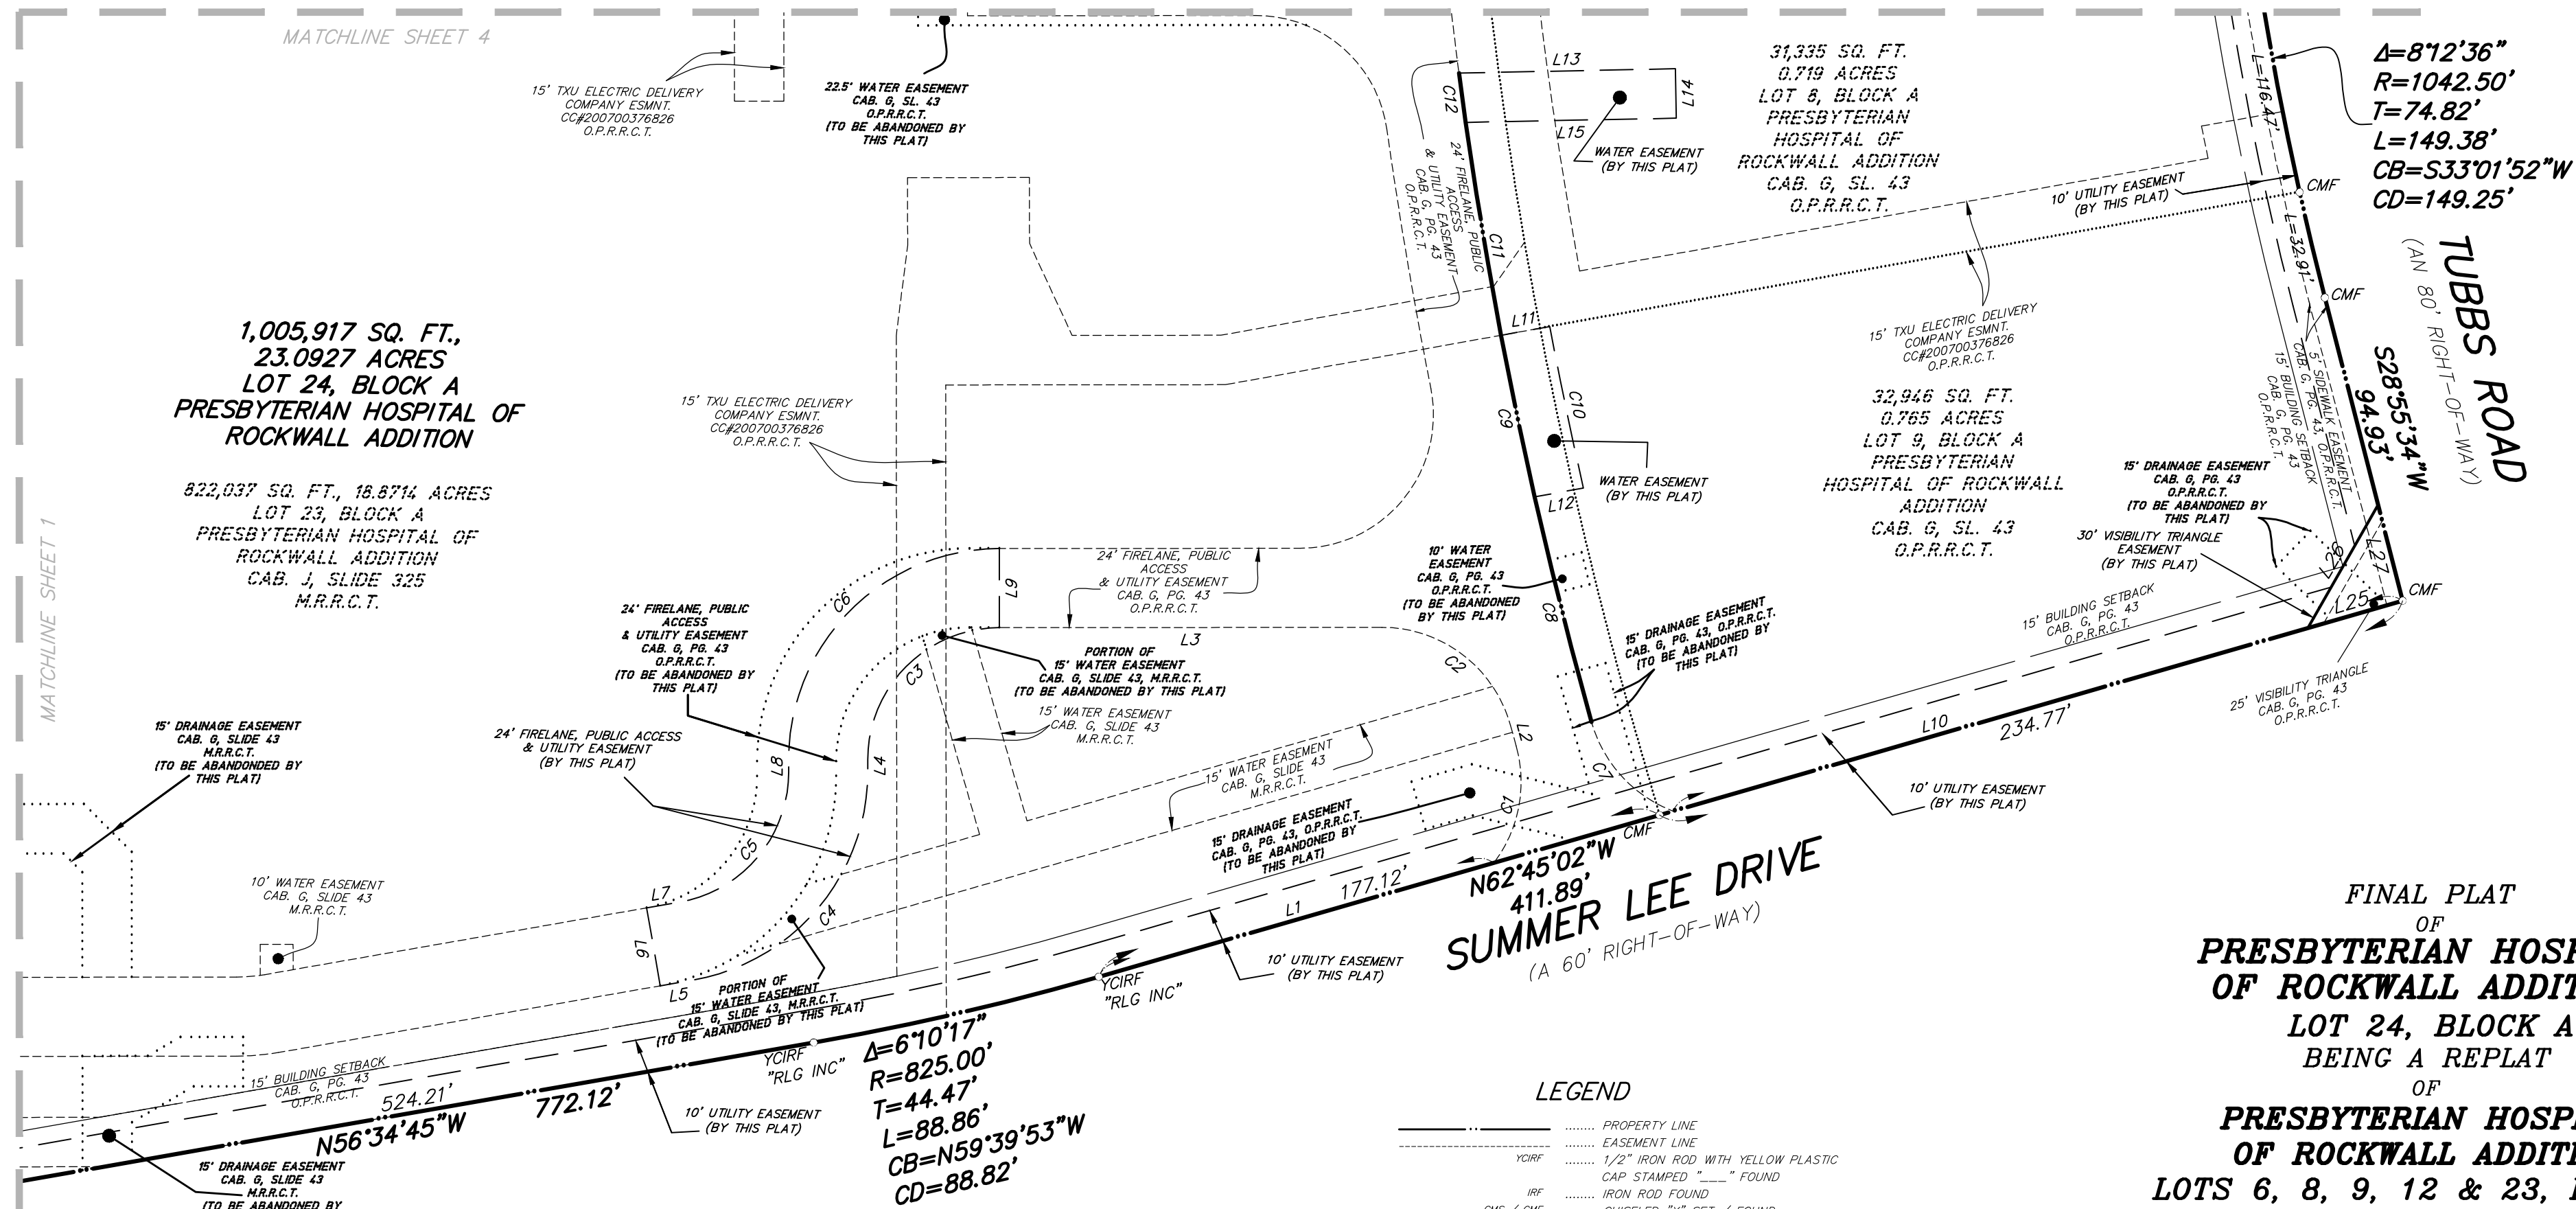 MATCHLINE SHEET 4
MATCHLINE SHEET 1
15' TXU ELECTRIC DELIVERY
COMPANY ESMNT.
CC#200700376826
O.P.R.R.C.T.
22.5' WATER EASEMENT
CAB. G, SL. 43
O.P.R.R.C.T.
(TO BE ABANDONED BY
THIS PLAT)
24' FIRELANE, PUBLIC
ACCESS
& UTILITY EASEMENT
CAB. G, PG. 43
O.P.R.R.C.T.
C12
L13
L14
L15
WATER EASEMENT
(BY THIS PLAT)
31,335 SQ. FT.
0.719 ACRES
LOT 8, BLOCK A
PRESBYTERIAN
HOSPITAL OF
ROCKWALL ADDITION
CAB. G, SL. 43
O.P.R.R.C.T.
L=116.47'
10' UTILITY EASEMENT
(BY THIS PLAT)
CMF
Δ=8°12'36"
R=1042.50'
T=74.82'
L=149.38'
CB=S33°01'52"W
CD=149.25'
L=32.91'
CMF
TUBBS ROAD
(AN 80' RIGHT-OF-WAY)
S28°55'34"W
94.93'
5' SIDEWALK EASEMENT
CAB. G, PG. 43, O.P.R.R.C.T.
15' BUILDING SETBACK
CAB. G, PG. 43
O.P.R.R.C.T.
1,005,917 SQ. FT.,
23.0927 ACRES
LOT 24, BLOCK A
PRESBYTERIAN HOSPITAL OF
ROCKWALL ADDITION
822,037 SQ. FT., 18.8714 ACRES
LOT 23, BLOCK A
PRESBYTERIAN HOSPITAL OF
ROCKWALL ADDITION
CAB. J, SLIDE 325
M.R.R.C.T.
15' TXU ELECTRIC DELIVERY
COMPANY ESMNT.
CC#200700376826
O.P.R.R.C.T.
C11
L11
C10
C9
L12
WATER EASEMENT
(BY THIS PLAT)
15' TXU ELECTRIC DELIVERY
COMPANY ESMNT.
CC#200700376826
O.P.R.R.C.T.
32,946 SQ. FT.
0.765 ACRES
LOT 9, BLOCK A
PRESBYTERIAN
HOSPITAL OF ROCKWALL
ADDITION
CAB. G, SL. 43
O.P.R.R.C.T.
15' DRAINAGE EASEMENT
CAB. G, PG. 43
O.P.R.R.C.T.
(TO BE ABANDONED BY
THIS PLAT)
30' VISIBILITY TRIANGLE
EASEMENT
(BY THIS PLAT)
L27
L25
CMF
15' BUILDING SETBACK
CAB. G, PG. 43
O.P.R.R.C.T.
25' VISIBILITY TRIANGLE
CAB. G, PG. 43
O.P.R.R.C.T.
10' WATER
EASEMENT
CAB. G, PG. 43
O.P.R.R.C.T.
(TO BE ABANDONED
BY THIS PLAT)
C8
15' DRAINAGE EASEMENT
CAB. G, PG. 43, O.P.R.R.C.T.
(TO BE ABANDONED BY
THIS PLAT)
C6
L9
24' FIRELANE, PUBLIC
ACCESS
& UTILITY EASEMENT
CAB. G, PG. 43
O.P.R.R.C.T.
L3
C2
24' FIRELANE, PUBLIC
ACCESS
& UTILITY EASEMENT
CAB. G, PG. 43
O.P.R.R.C.T.
(TO BE ABANDONED BY
THIS PLAT)
C3
PORTION OF
15' WATER EASEMENT
CAB. G, SLIDE 43, M.R.R.C.T.
(TO BE ABANDONED BY THIS PLAT)
15' WATER EASEMENT
CAB. G, SLIDE 43
M.R.R.C.T.
24' FIRELANE, PUBLIC ACCESS
& UTILITY EASEMENT
(BY THIS PLAT)
L8
L4
15' WATER EASEMENT
CAB. G, SLIDE 43
M.R.R.C.T.
L2
C7
C1
L10
234.77'
10' UTILITY EASEMENT
(BY THIS PLAT)
15' DRAINAGE EASEMENT
CAB. G, SLIDE 43
M.R.R.C.T.
(TO BE ABANDONDED BY
THIS PLAT)
15' DRAINAGE EASEMENT
CAB. G, PG. 43, O.P.R.R.C.T.
(TO BE ABANDONED BY
THIS PLAT)
CMF
N62°45'02"W
411.89'
177.12'
L1
SUMMER LEE DRIVE
(A 60' RIGHT-OF-WAY)
10' WATER EASEMENT
CAB. G, SLIDE 43
M.R.R.C.T.
C5
L7
C4
L6
L5
PORTION OF
15' WATER EASEMENT
CAB. G, SLIDE 43, M.R.R.C.T.
(TO BE ABANDONED BY THIS PLAT)
10' UTILITY EASEMENT
(BY THIS PLAT)
YCIRF
"RLG INC"
YCIRF
"RLG INC"
Δ=6°10'17"
R=825.00'
T=44.47'
L=88.86'
CB=N59°39'53"W
CD=88.82'
15' BUILDING SETBACK
CAB. G, PG. 43
O.P.R.R.C.T.
524.21'
N56°34'45"W
772.12'
10' UTILITY EASEMENT
(BY THIS PLAT)
15' DRAINAGE EASEMENT
CAB. G, SLIDE 43
M.R.R.C.T.
(TO BE ABANDONED BY
LEGEND
........ PROPERTY LINE
........ EASEMENT LINE
YCIRF ........ 1/2" IRON ROD WITH YELLOW PLASTIC
CAP STAMPED "___" FOUND
IRF ........ IRON ROD FOUND
FINAL PLAT
OF
PRESBYTERIAN HOSP
OF ROCKWALL ADDIT
LOT 24, BLOCK A
BEING A REPLAT
OF
PRESBYTERIAN HOSP
OF ROCKWALL ADDIT
LOTS 6, 8, 9, 12 & 23,